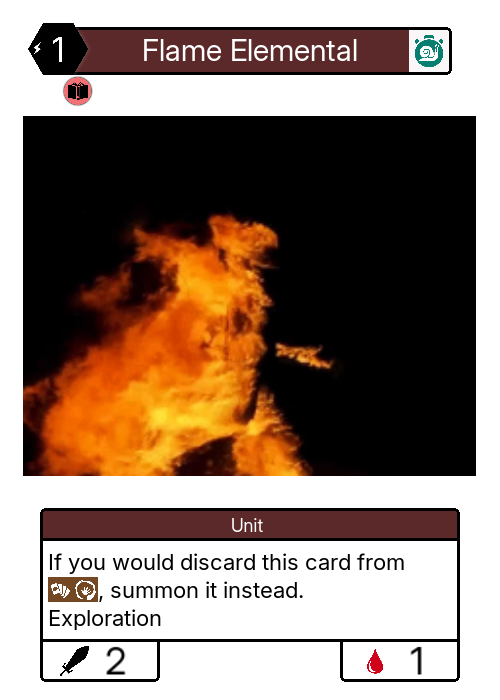 1
Flame Elemental
Unit
If you would discard this card from
, summon it instead.
Exploration
2
1